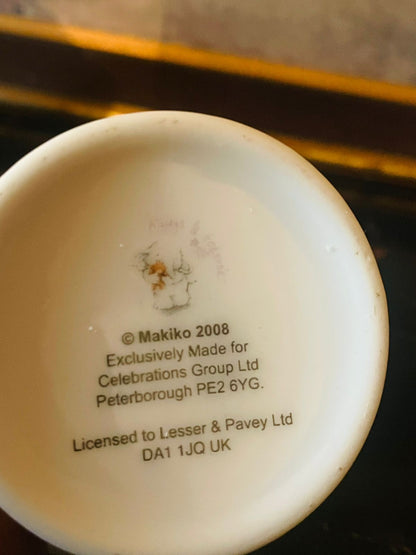 © Makiko 2008
Exclusively Made for
Celebrations Group Ltd
Peterborough PE2 6YG.
Licensed to Lesser & Pavey Ltd
DA1 1JQ UK